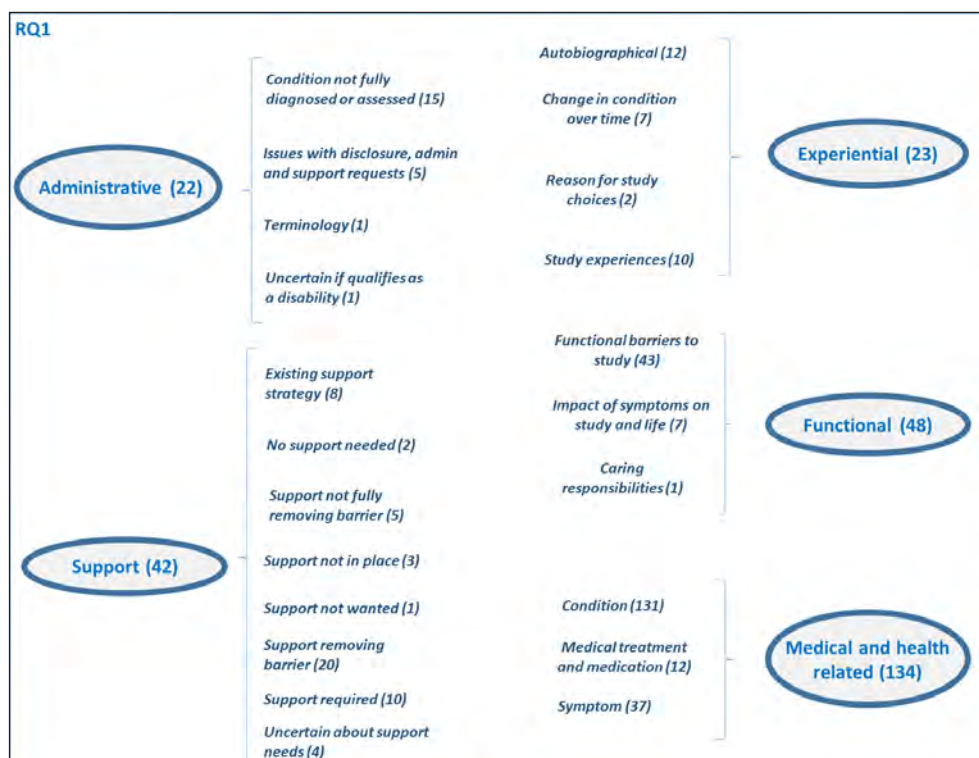 RQ1
Administrative (22)
Condition not fully
diagnosed or assessed (15)
Issues with disclosure, admin
and support requests (5)
Terminology (1)
Uncertain if qualifies as
a disability (1)
Autobiographical (12)
Change in condition
over time (7)
Reason for study
choices (2)
Study experiences (10)
Experiential (23)
Support (42)
Existing support
strategy (8)
No support needed (2)
Support not fully
removing barrier (5)
Support not in place (3)
Support not wanted (1)
Support removing
barrier (20)
Support required (10)
Uncertain about support
needs (4)
Functional barriers to
study (43)
Impact of symptoms on
study and life (7)
Caring
responsibilities (1)
Functional (48)
Condition (131)
Medical treatment
and medication (12)
Symptom (37)
Medical and health
related (134)